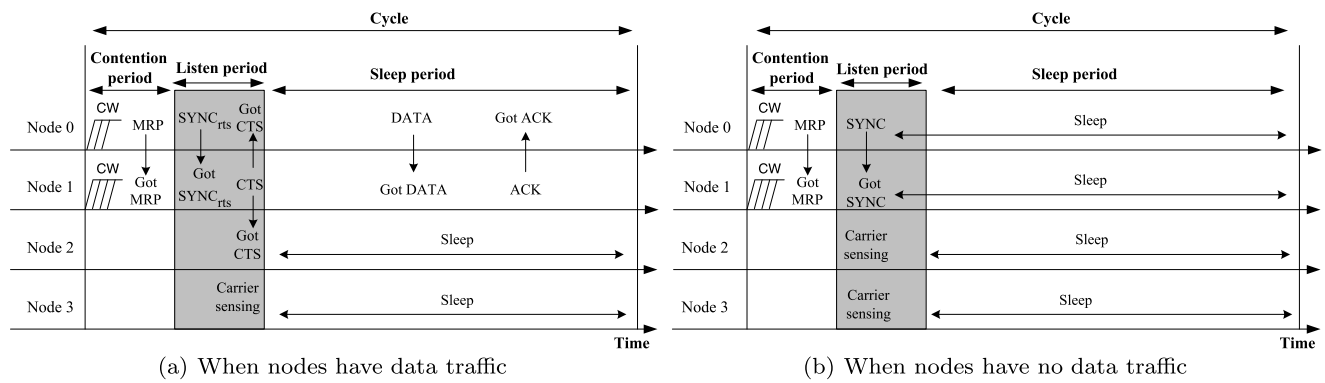 Cycle
Contention
period
Listen period
Sleep period
Node 0
CW
MRP
SYNCrts
Got
CTS
DATA
Got ACK
Node 1
CW
Got
MRP
Got
SYNCrts
CTS
Got DATA
ACK
Node 2
Got
CTS
Sleep
Node 3
Carrier
sensing
Sleep
Time
(a) When nodes have data traffic
Cycle
Contention
period
Listen period
Sleep period
Node 0
CW
MRP
SYNC
Sleep
Node 1
CW
Got
MRP
Got
SYNC
Sleep
Node 2
Carrier
sensing
Sleep
Node 3
Carrier
sensing
Sleep
Time
(b) When nodes have no data traffic